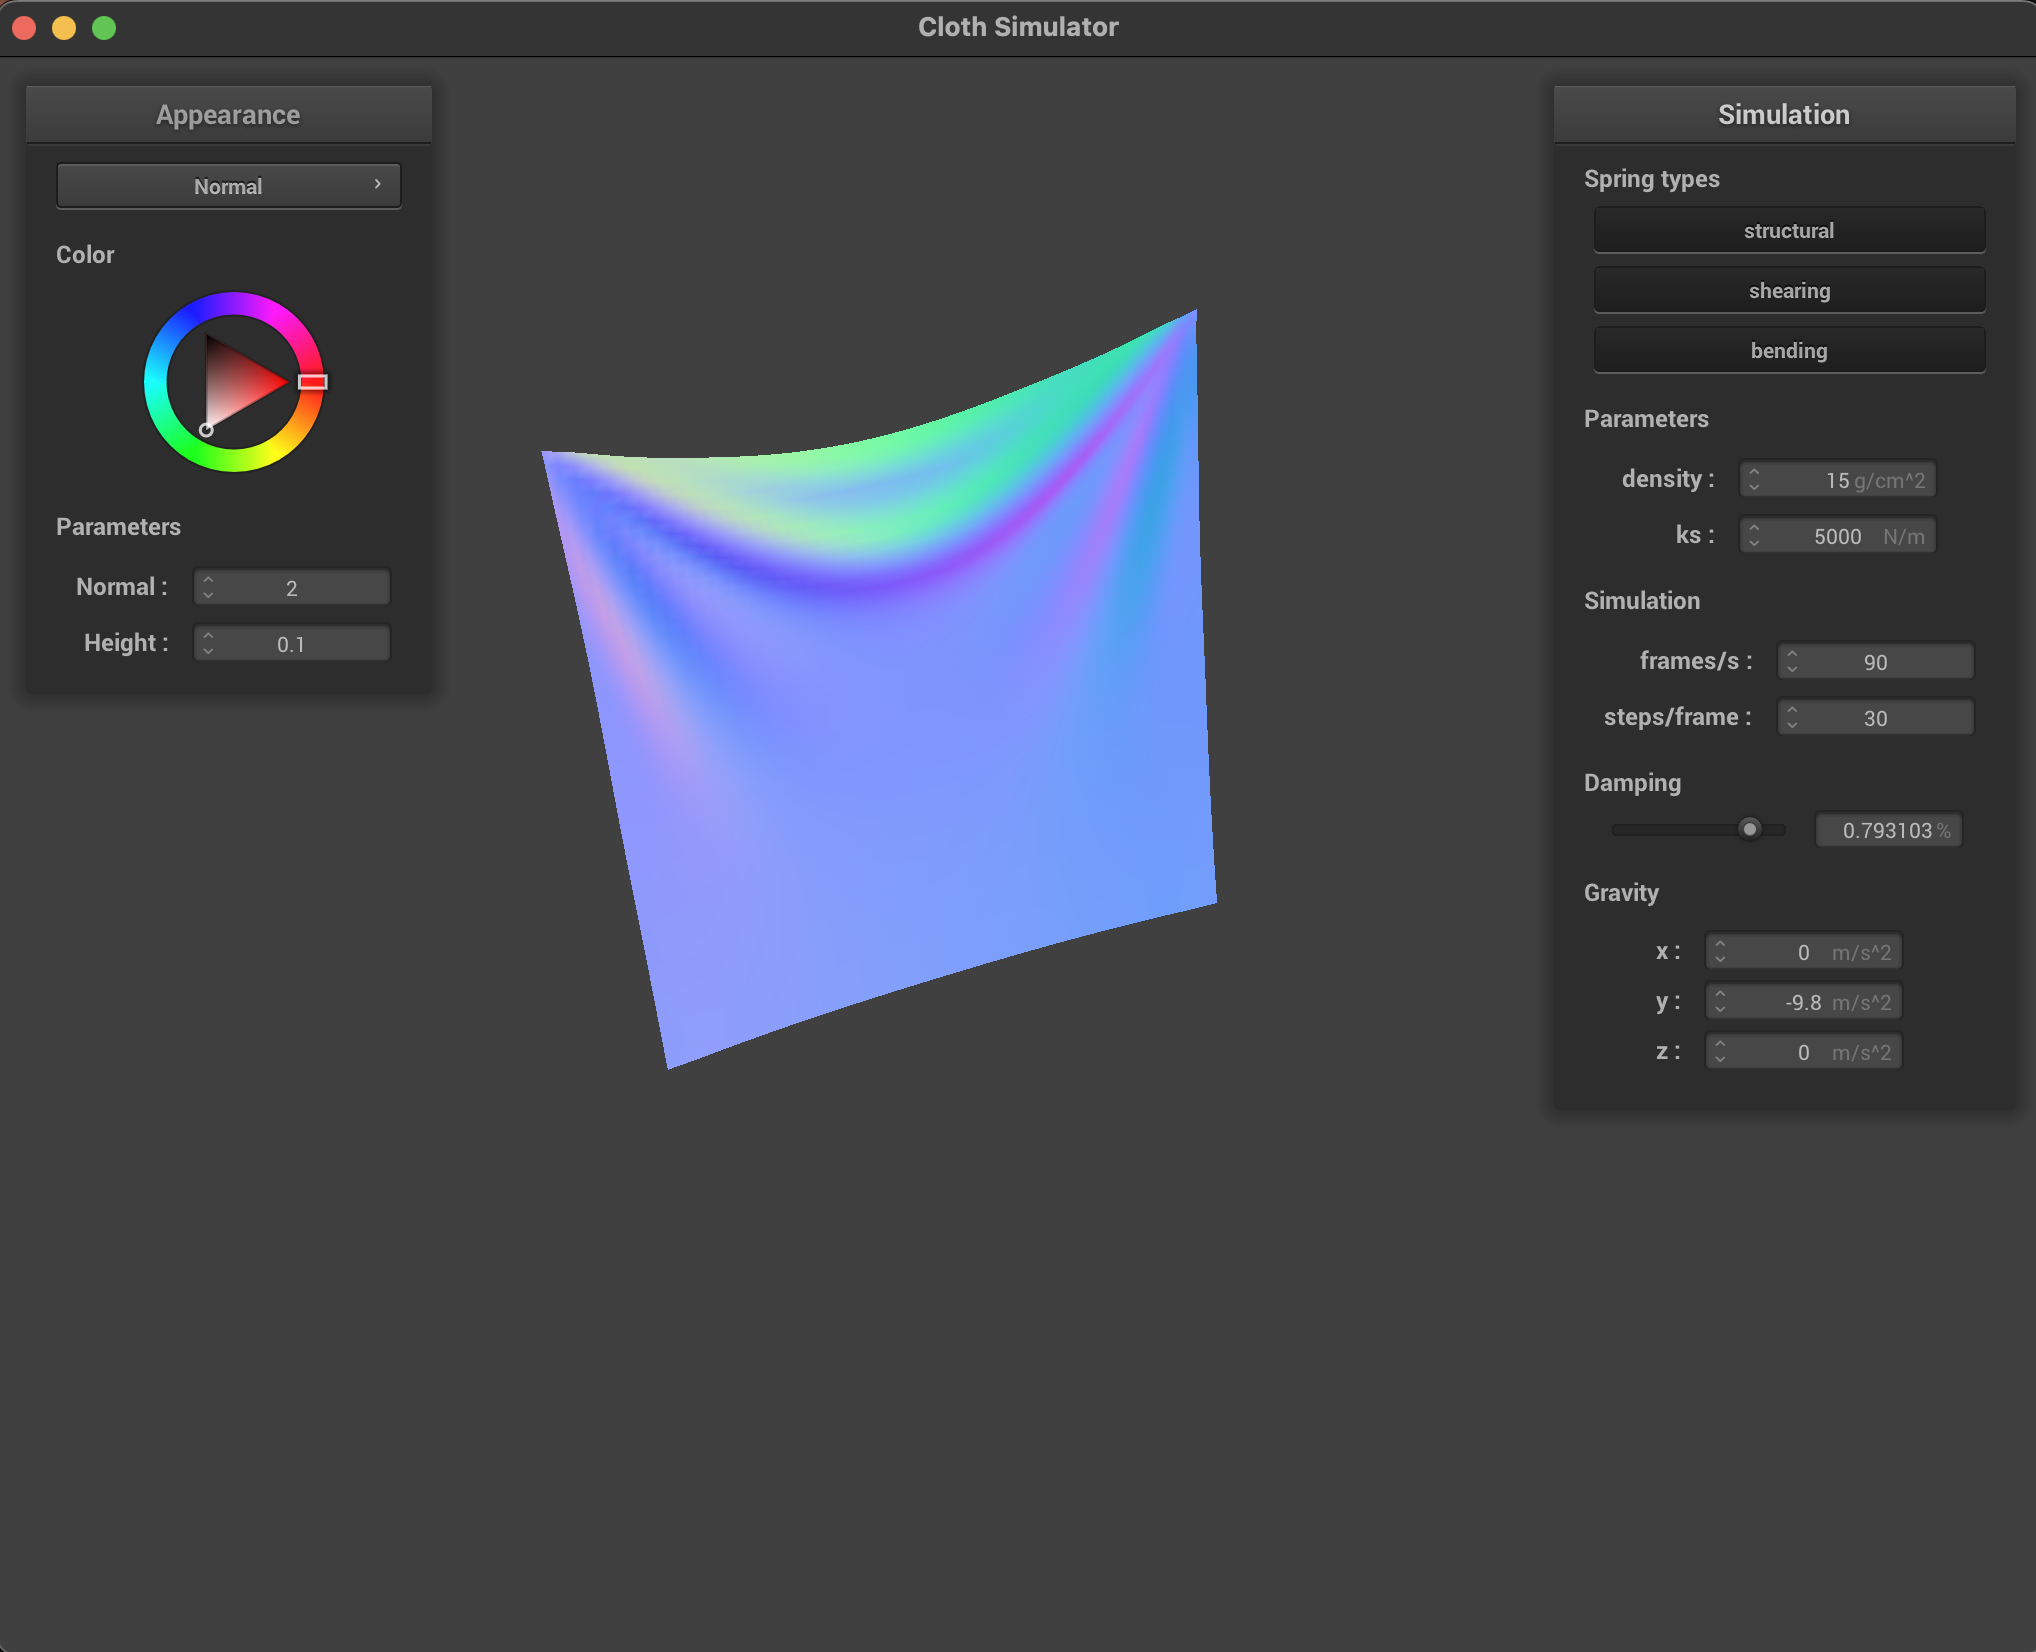 Cloth Simulator
Appearance
Normal
Color
Parameters
Normal : 2
Height : 0.1
Simulation
Spring types
structural
shearing
bending
Parameters
density : 15 g/cm^2
ks : 5000 N/m
Simulation
frames/s : 90
steps/frame : 30
Damping
0.793103 %
Gravity
x : 0 m/s^2
y : -9.8 m/s^2
z : 0 m/s^2